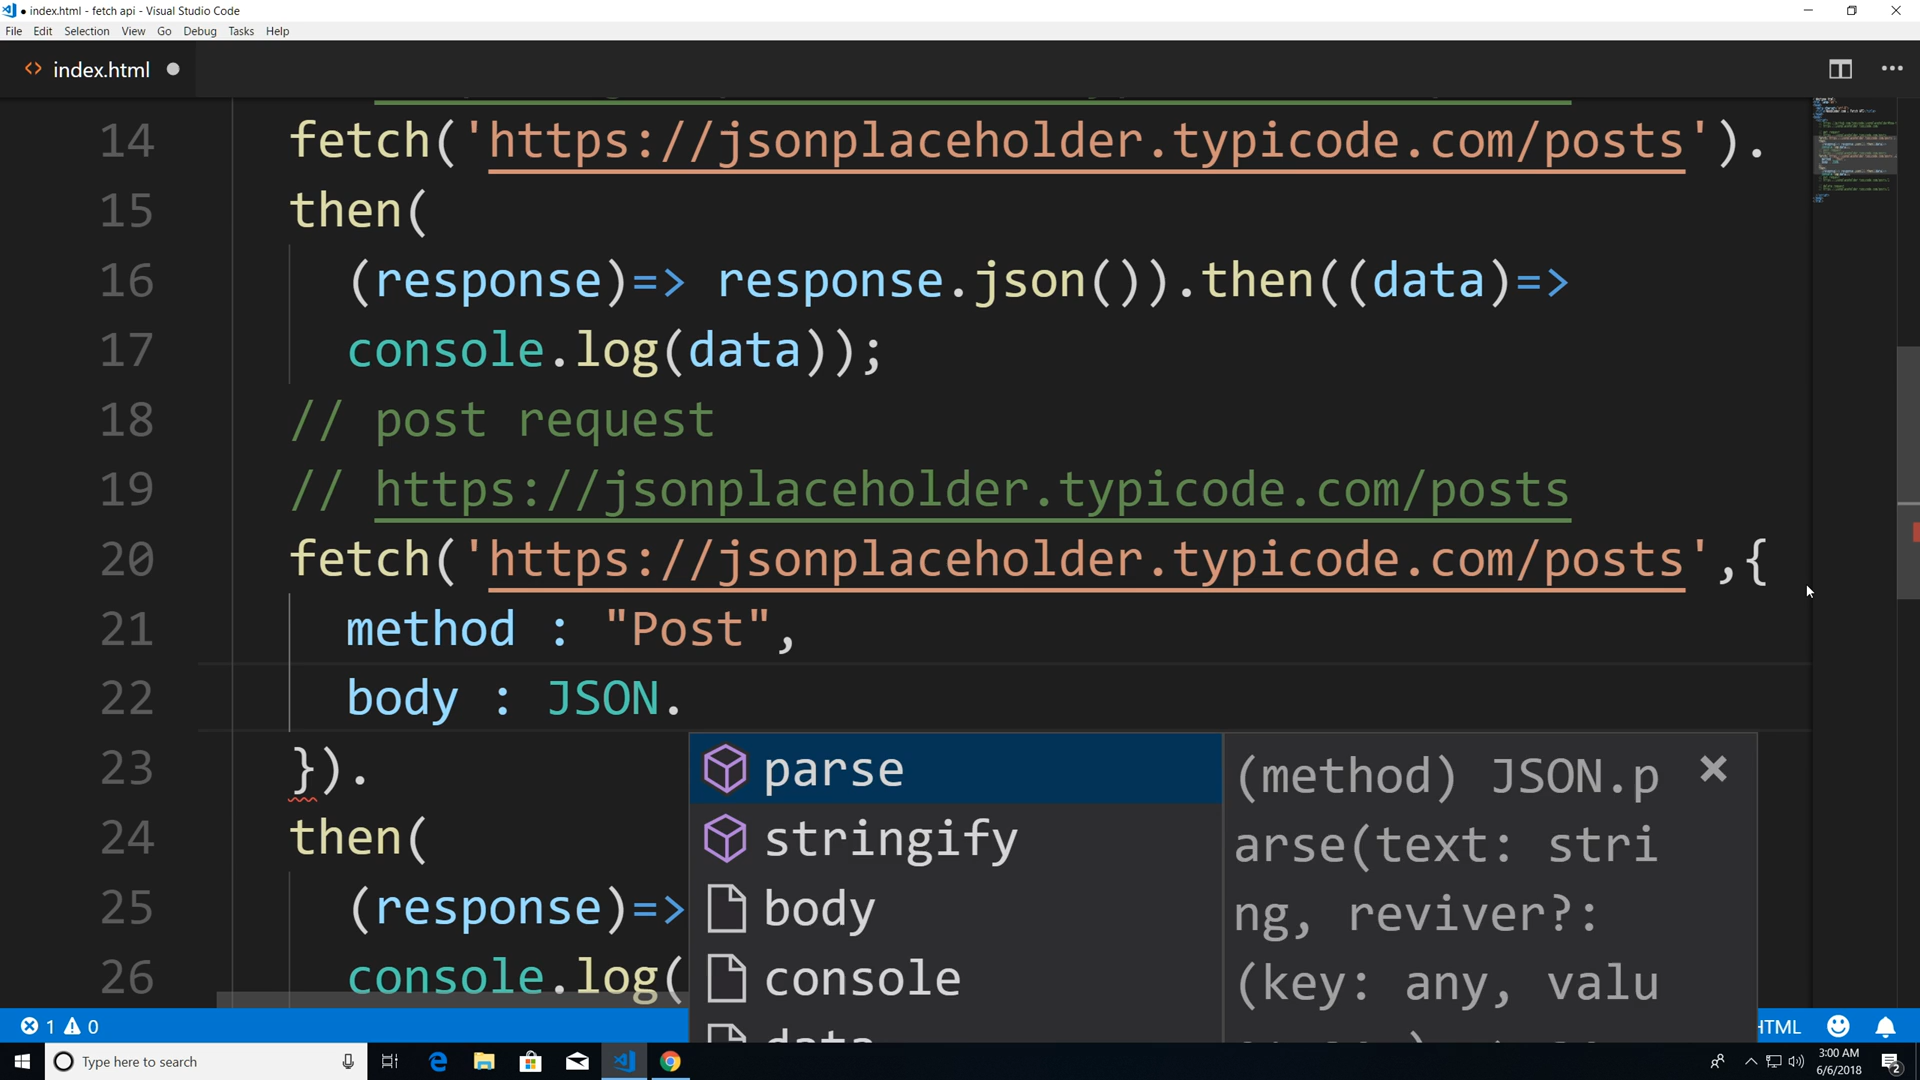 index.html - fetch api - Visual Studio Code
File Edit Selection View Go Debug Tasks Help
<> index.html
14 fetch('https://jsonplaceholder.typicode.com/posts').
15 then(
16 (response)=> response.json()).then((data)=>
17 console.log(data));
18 // post request
19 // https://jsonplaceholder.typicode.com/posts
20 fetch('https://jsonplaceholder.typicode.com/posts',{
21 method : "Post",
22 body : JSON.
23 }).
24 then(
25 (response)=>
26 console.log(
parse
stringify
body
console
data
(method) JSON.p
arse(text: stri
ng, reviver?:
(key: any, valu
1 0
HTML
Type here to search
3:00 AM
6/6/2018
2